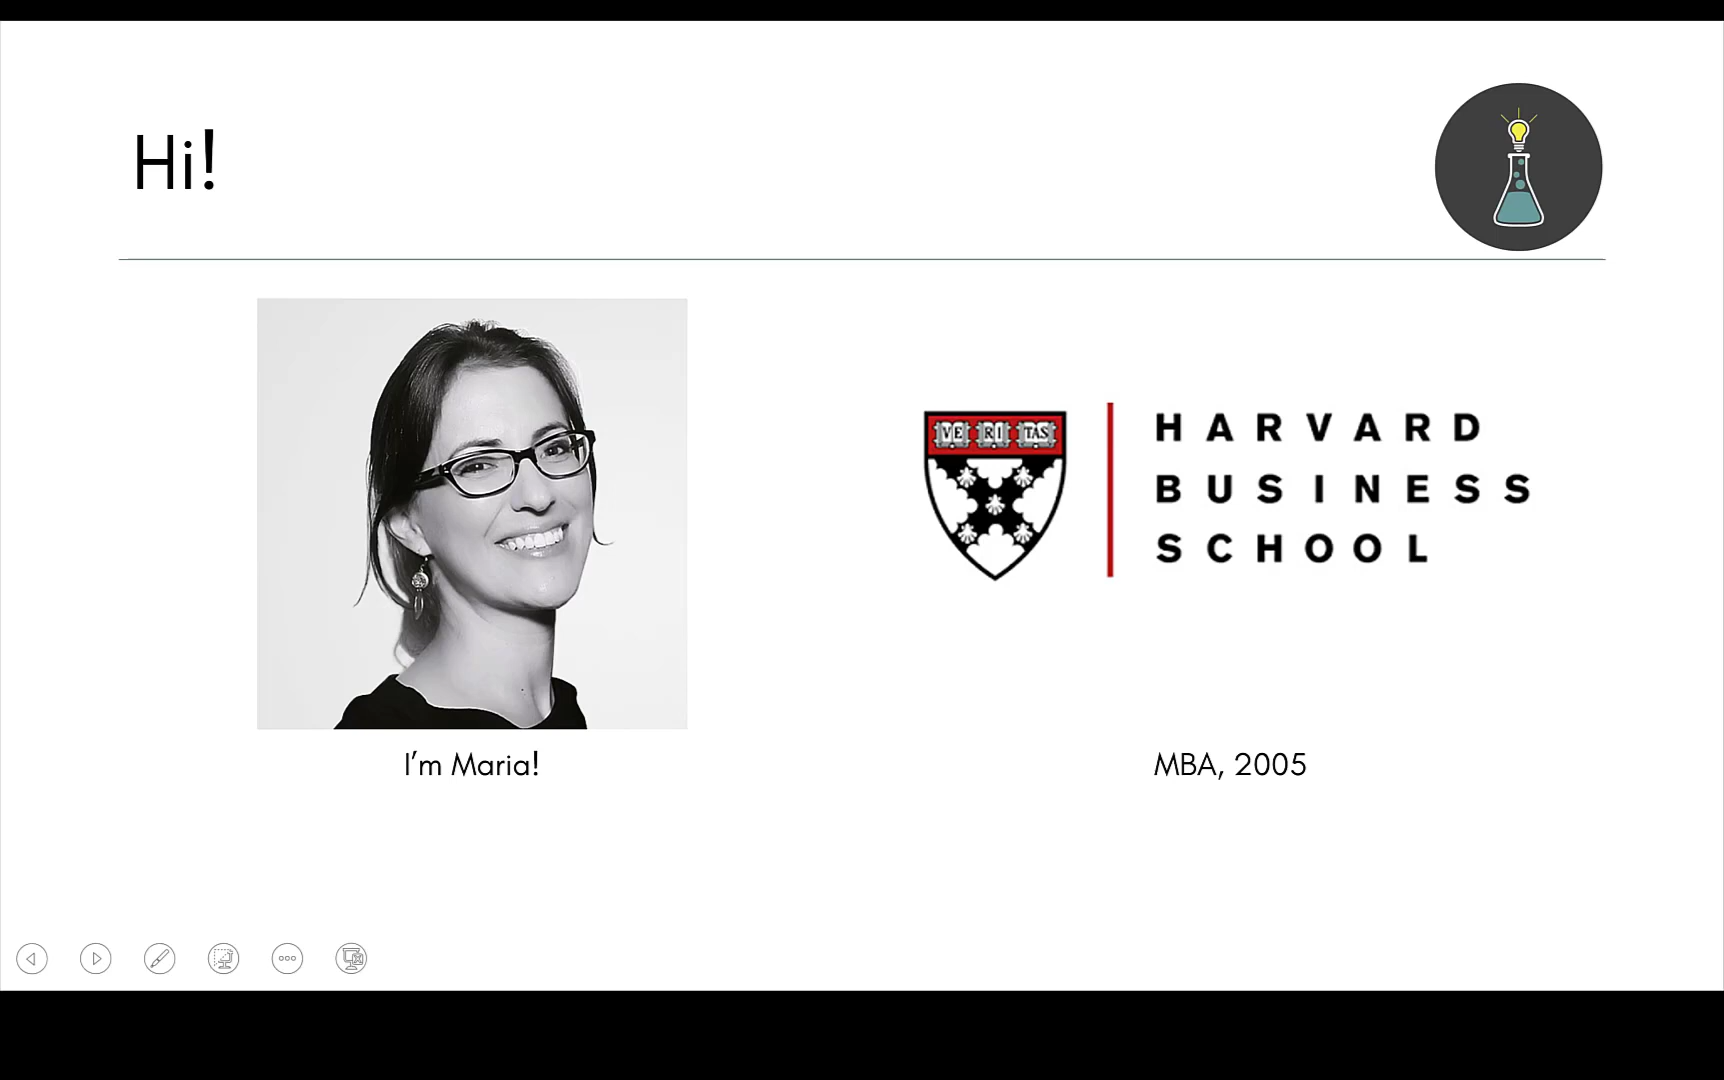 Hi!
VE RI TAS
HARVARD
BUSINESS
SCHOOL
I'm Maria!
MBA, 2005